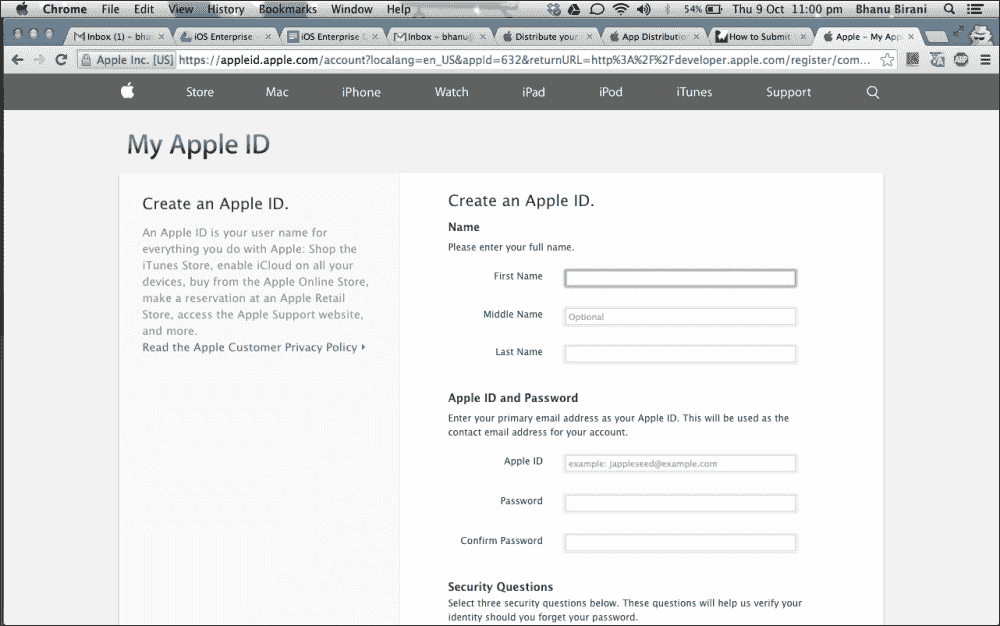 Chrome File Edit View History Bookmarks Window Help 54% Thu 9 Oct 11:00 pm Bhanu Birani
Inbox (1) – bha iOS Enterprise iOS Enterprise Inbox – bhanu@ Distribute your App Distributio How to Submit Apple – My App
Apple Inc. [US] https://appleid.apple.com/account?localang=en_US&appId=632&returnURL=http%3A%2F%2Fdeveloper.apple.com/register/com...
Store Mac iPhone Watch iPad iPod iTunes Support
My Apple ID
Create an Apple ID.
An Apple ID is your user name for
everything you do with Apple: Shop the
iTunes Store, enable iCloud on all your
devices, buy from the Apple Online Store,
make a reservation at an Apple Retail
Store, access the Apple Support website,
and more.
Read the Apple Customer Privacy Policy
Create an Apple ID.
Name
Please enter your full name.
First Name
Middle Name Optional
Last Name
Apple ID and Password
Enter your primary email address as your Apple ID. This will be used as the
contact email address for your account.
Apple ID example: jappleseed@example.com
Password
Confirm Password
Security Questions
Select three security questions below. These questions will help us verify your
identity should you forget your password.